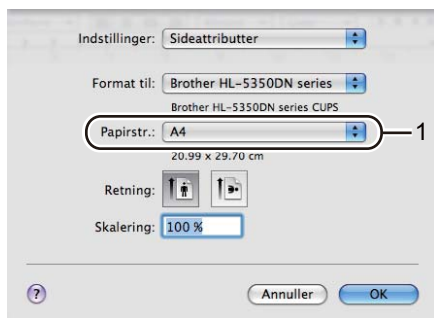 Indstillinger: Sideattributter
Format til: Brother HL-5350DN series
Brother HL-5350DN series CUPS
Papirstr.: A4 1
20.99 x 29.70 cm
Retning:
Skalering: 100 %
? Annuller OK